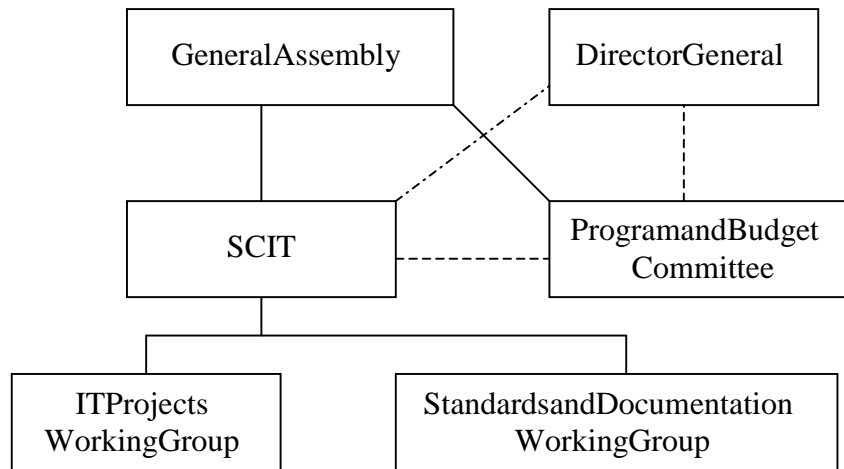 GeneralAssembly
DirectorGeneral
SCIT
ProgramandBudget
Committee
ITProjects
WorkingGroup
StandardsandDocumentation
WorkingGroup